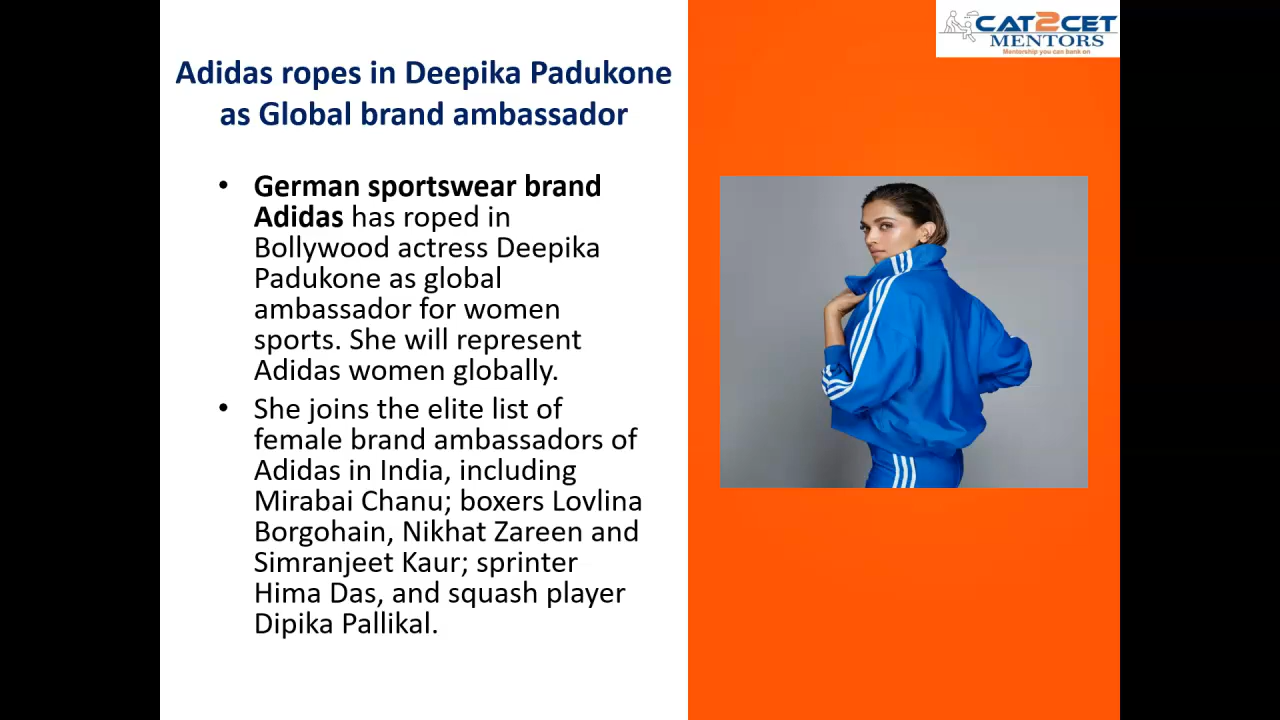 CAT2CET
MENTORS
Mentorship you can bank on
Adidas ropes in Deepika Padukone
as Global brand ambassador
• German sportswear brand
Adidas has roped in
Bollywood actress Deepika
Padukone as global
ambassador for women
sports. She will represent
Adidas women globally.
• She joins the elite list of
female brand ambassadors of
Adidas in India, including
Mirabai Chanu; boxers Lovlina
Borgohain, Nikhat Zareen and
Simranjeet Kaur; sprinter
Hima Das, and squash player
Dipika Pallikal.